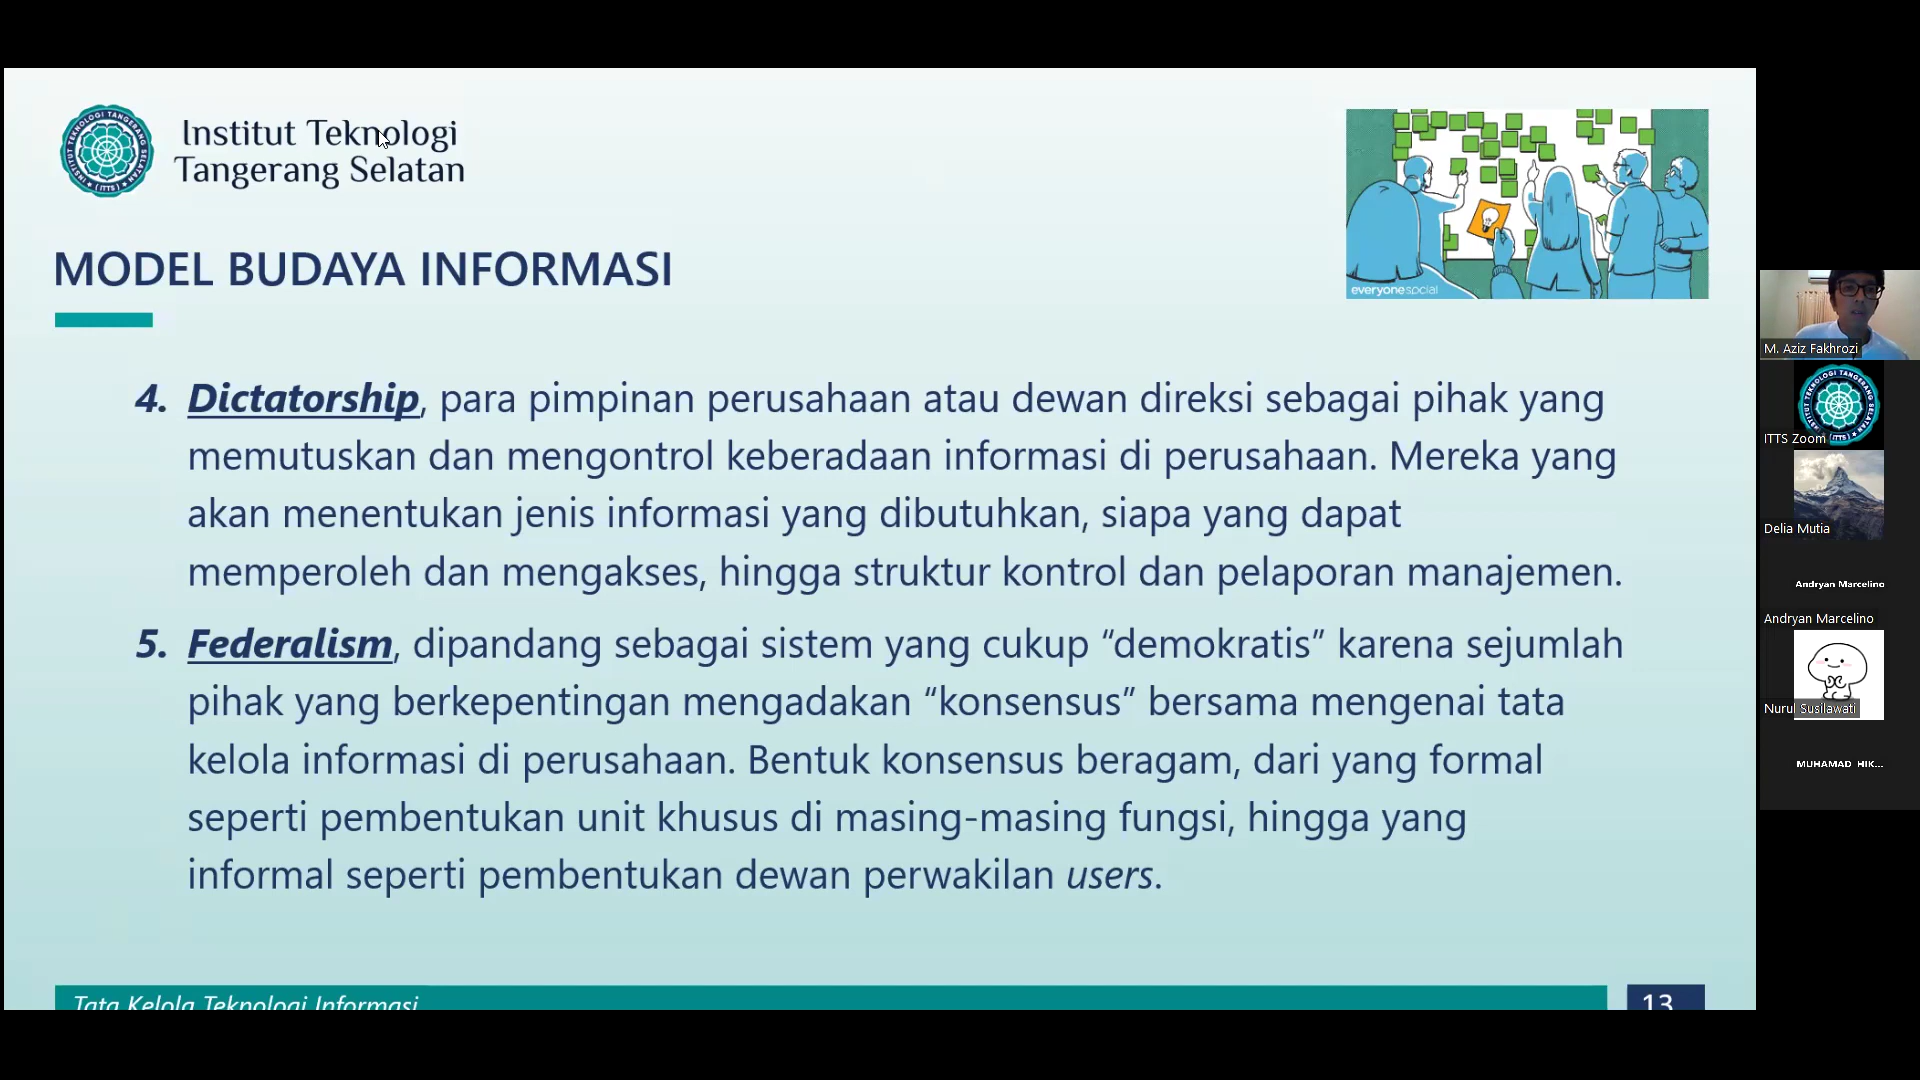 Institut Teknologi
Tangerang Selatan
INSTITUT TEKNOLOGI TANGERANG SELATAN
(ITTS)
everyonesocial
MODEL BUDAYA INFORMASI
4. Dictatorship, para pimpinan perusahaan atau dewan direksi sebagai pihak yang
memutuskan dan mengontrol keberadaan informasi di perusahaan. Mereka yang
akan menentukan jenis informasi yang dibutuhkan, siapa yang dapat
memperoleh dan mengakses, hingga struktur kontrol dan pelaporan manajemen.
5. Federalism, dipandang sebagai sistem yang cukup “demokratis” karena sejumlah
pihak yang berkepentingan mengadakan “konsensus” bersama mengenai tata
kelola informasi di perusahaan. Bentuk konsensus beragam, dari yang formal
seperti pembentukan unit khusus di masing-masing fungsi, hingga yang
informal seperti pembentukan dewan perwakilan users.
Tata Kelola Teknologi Informasi
13
M. Aziz Fakhrozi
ITTS Zoom
Delia Mutia
Andryan Marcelino
Andryan Marcelino
Nurul Susilawati
MUHAMAD HIK...